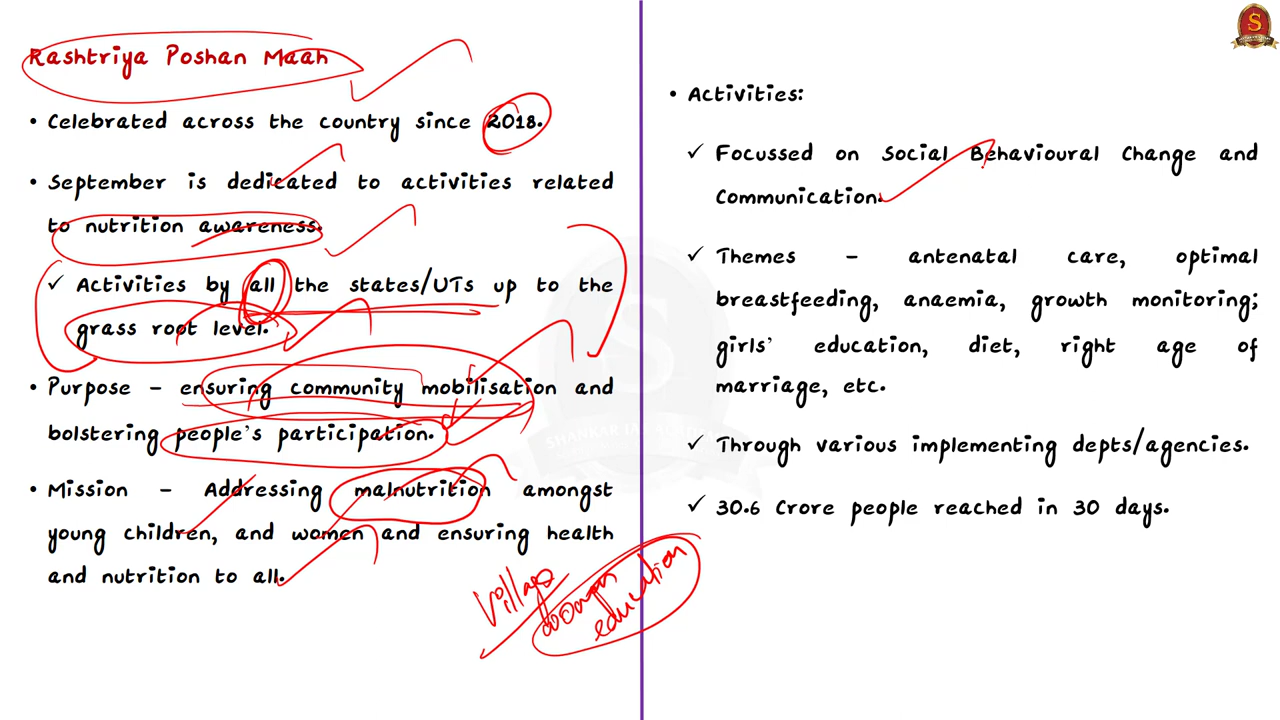 Rashtriya Poshan Maah
• Celebrated across the country since 2018.
• September is dedicated to activities related
to nutrition awareness.
✓ Activities by all the states/UTs up to the
grass root level.
• Purpose – ensuring community mobilisation and
bolstering people's participation.
• Mission – Addressing malnutrition amongst
young children, and women and ensuring health
and nutrition to all.
Village
women
education
• Activities:
✓ Focussed on Social Behavioural Change and
Communication.
✓ Themes – antenatal care, optimal
breastfeeding, anaemia, growth monitoring;
girls' education, diet, right age of
marriage, etc.
✓ Through various implementing depts/agencies.
✓ 30.6 Crore people reached in 30 days.
S
SHANKAR IAS ACADEMY